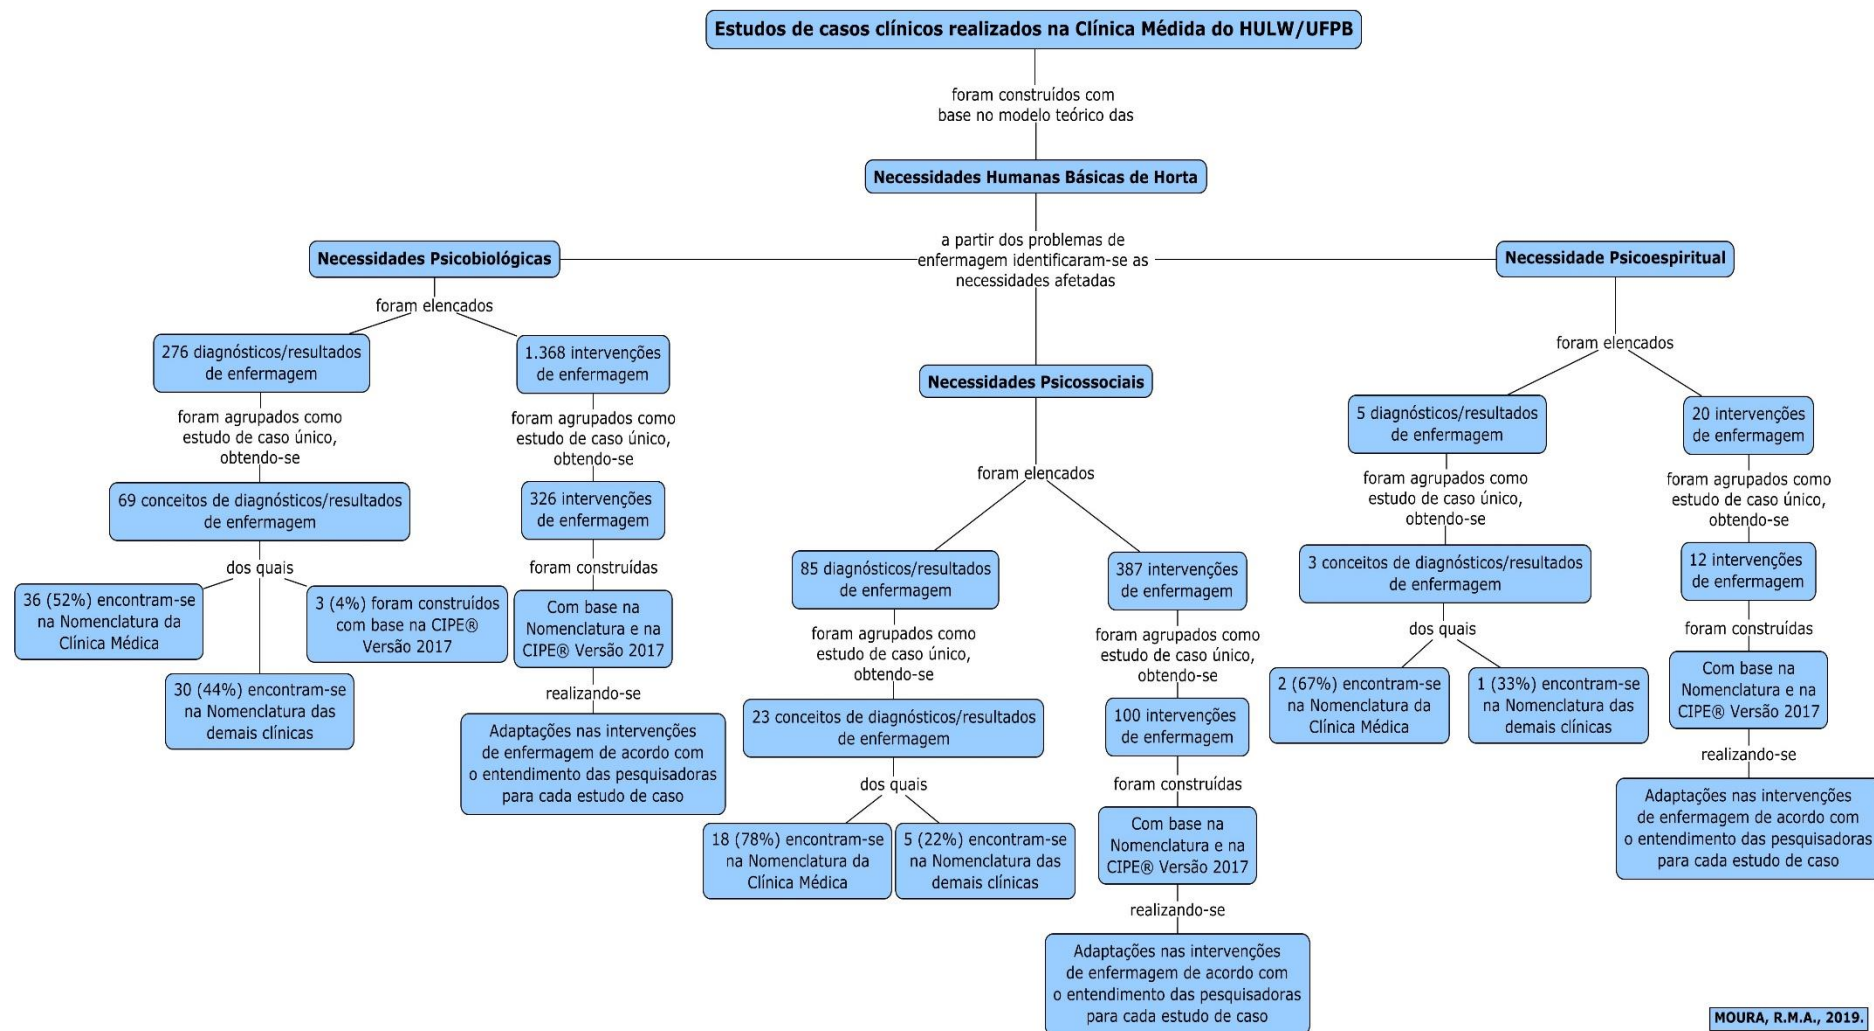 Estudos de casos clínicos realizados na Clínica Médida do HULW/UFPB
foram construídos com
base no modelo teórico das
Necessidades Humanas Básicas de Horta
a partir dos problemas de
enfermagem identificaram-se as
necessidades afetadas
Necessidades Psicobiológicas
foram elencados
276 diagnósticos/resultados
de enfermagem
foram agrupados como
estudo de caso único,
obtendo-se
69 conceitos de diagnósticos/resultados
de enfermagem
dos quais
36 (52%) encontram-se
na Nomenclatura da
Clínica Médica
30 (44%) encontram-se
na Nomenclatura das
demais clínicas
3 (4%) foram construídos
com base na CIPE®
Versão 2017
1.368 intervenções
de enfermagem
foram agrupados como
estudo de caso único,
obtendo-se
326 intervenções
de enfermagem
foram construídas
Com base na
Nomenclatura e na
CIPE® Versão 2017
realizando-se
Adaptações nas intervenções
de enfermagem de acordo com
o entendimento das pesquisadoras
para cada estudo de caso
Necessidades Psicossociais
foram elencados
85 diagnósticos/resultados
de enfermagem
foram agrupados como
estudo de caso único,
obtendo-se
23 conceitos de diagnósticos/resultados
de enfermagem
dos quais
18 (78%) encontram-se
na Nomenclatura da
Clínica Médica
5 (22%) encontram-se
na Nomenclatura das
demais clínicas
387 intervenções
de enfermagem
foram agrupados como
estudo de caso único,
obtendo-se
100 intervenções
de enfermagem
foram construídas
Com base na
Nomenclatura e na
CIPE® Versão 2017
realizando-se
Adaptações nas intervenções
de enfermagem de acordo com
o entendimento das pesquisadoras
para cada estudo de caso
Necessidade Psicoespiritual
foram elencados
5 diagnósticos/resultados
de enfermagem
foram agrupados como
estudo de caso único,
obtendo-se
3 conceitos de diagnósticos/resultados
de enfermagem
dos quais
2 (67%) encontram-se
na Nomenclatura da
Clínica Médica
1 (33%) encontram-se
na Nomenclatura das
demais clínicas
20 intervenções
de enfermagem
foram agrupados como
estudo de caso único,
obtendo-se
12 intervenções
de enfermagem
foram construídas
Com base na
Nomenclatura e na
CIPE® Versão 2017
realizando-se
Adaptações nas intervenções
de enfermagem de acordo com
o entendimento das pesquisadoras
para cada estudo de caso
MOURA, R.M.A., 2019.